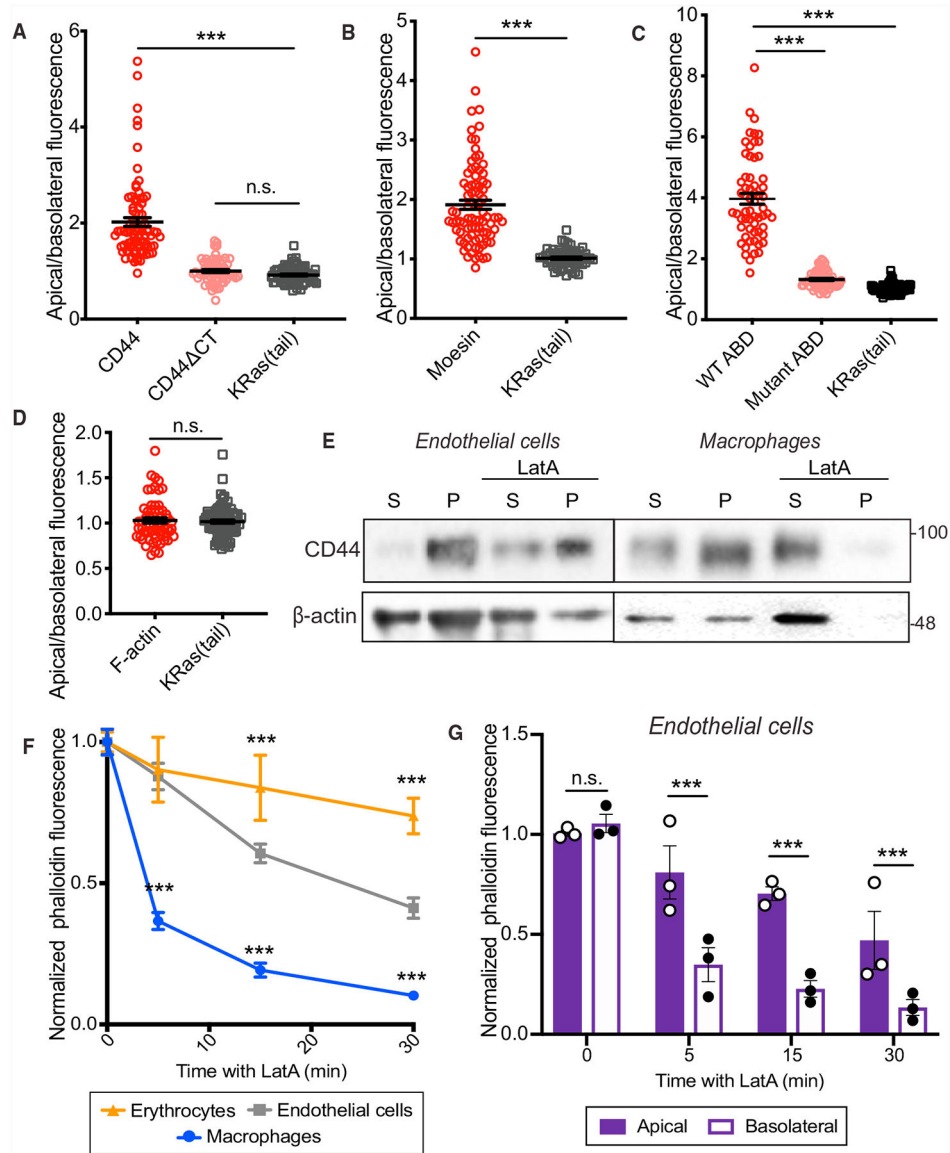 A
Apical/basolateral fluorescence
6
4
2
0
***
n.s.
CD44
CD44ΔCT
KRas(tail)
B
Apical/basolateral fluorescence
5
4
3
2
1
0
***
Moesin
KRas(tail)
C
Apical/basolateral fluorescence
10
8
6
4
2
0
***
***
WT ABD
Mutant ABD
KRas(tail)
D
Apical/basolateral fluorescence
2.0
1.5
1.0
0.5
0.0
n.s.
F-actin
KRas(tail)
E
Endothelial cells Macrophages
LatA LatA
S P S P S P S P
CD44 -100
β-actin -48
F
Normalized phalloidin fluorescence
1.0
0.5
0.0
***
***
***
***
***
0 10 20 30
Time with LatA (min)
Erythrocytes Endothelial cells
Macrophages
G
Endothelial cells
Normalized phalloidin fluorescence
1.5
1.0
0.5
0.0
n.s.
***
***
***
0 5 15 30
Time with LatA (min)
Apical Basolateral